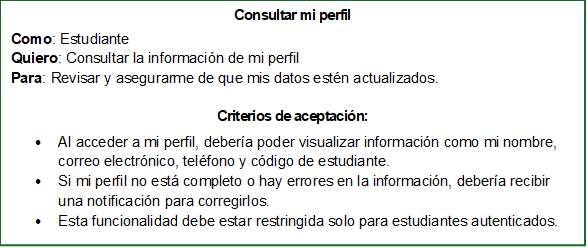 Consultar mi perfil
Como: Estudiante
Quiero: Consultar la información de mi perfil
Para: Revisar y asegurarme de que mis datos estén actualizados.
Criterios de aceptación:
• Al acceder a mi perfil, debería poder visualizar información como mi nombre,
correo electrónico, teléfono y código de estudiante.
• Si mi perfil no está completo o hay errores en la información, debería recibir
una notificación para corregirlos.
• Esta funcionalidad debe estar restringida solo para estudiantes autenticados.